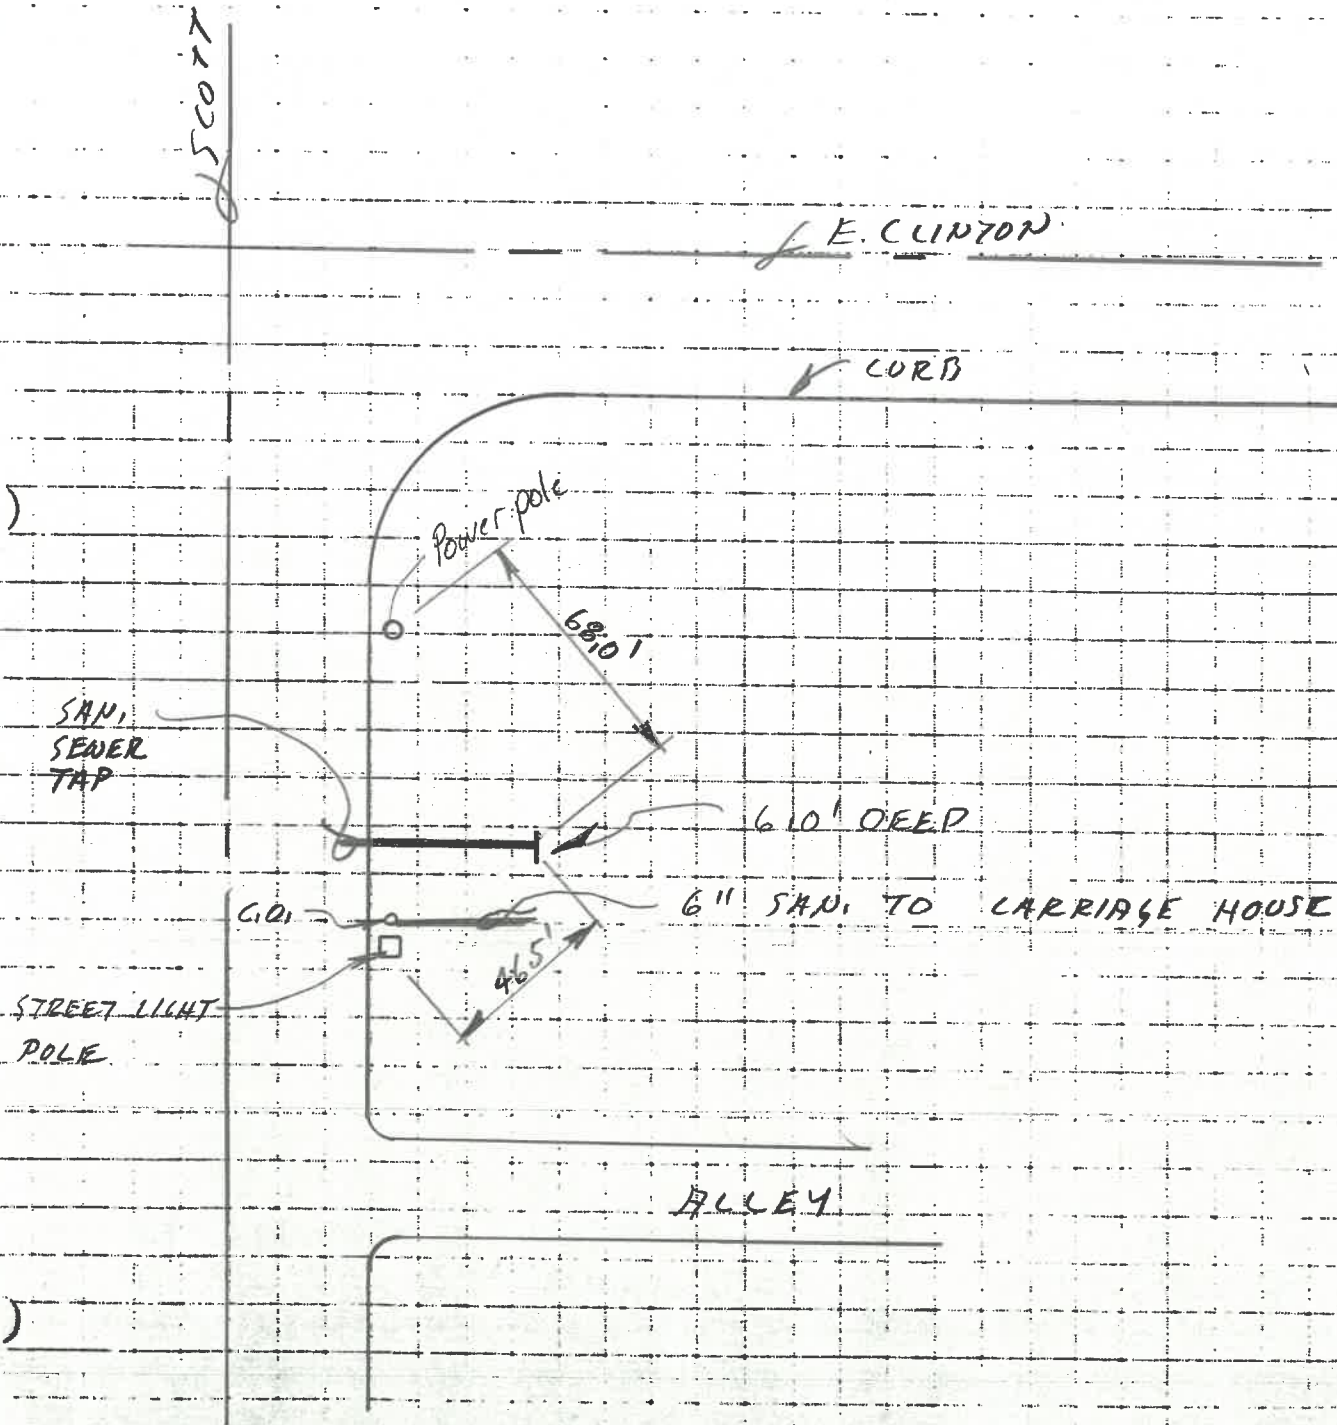 SCOTT
E. CLINTON
CURB
Power pole
68.0'
SAN.
SEWER
TAP
6.0' DEEP
C.O.
6" SAN. TO CARRIAGE HOUSE
46.5'
STREET LIGHT
POLE
ALLEY
)
)